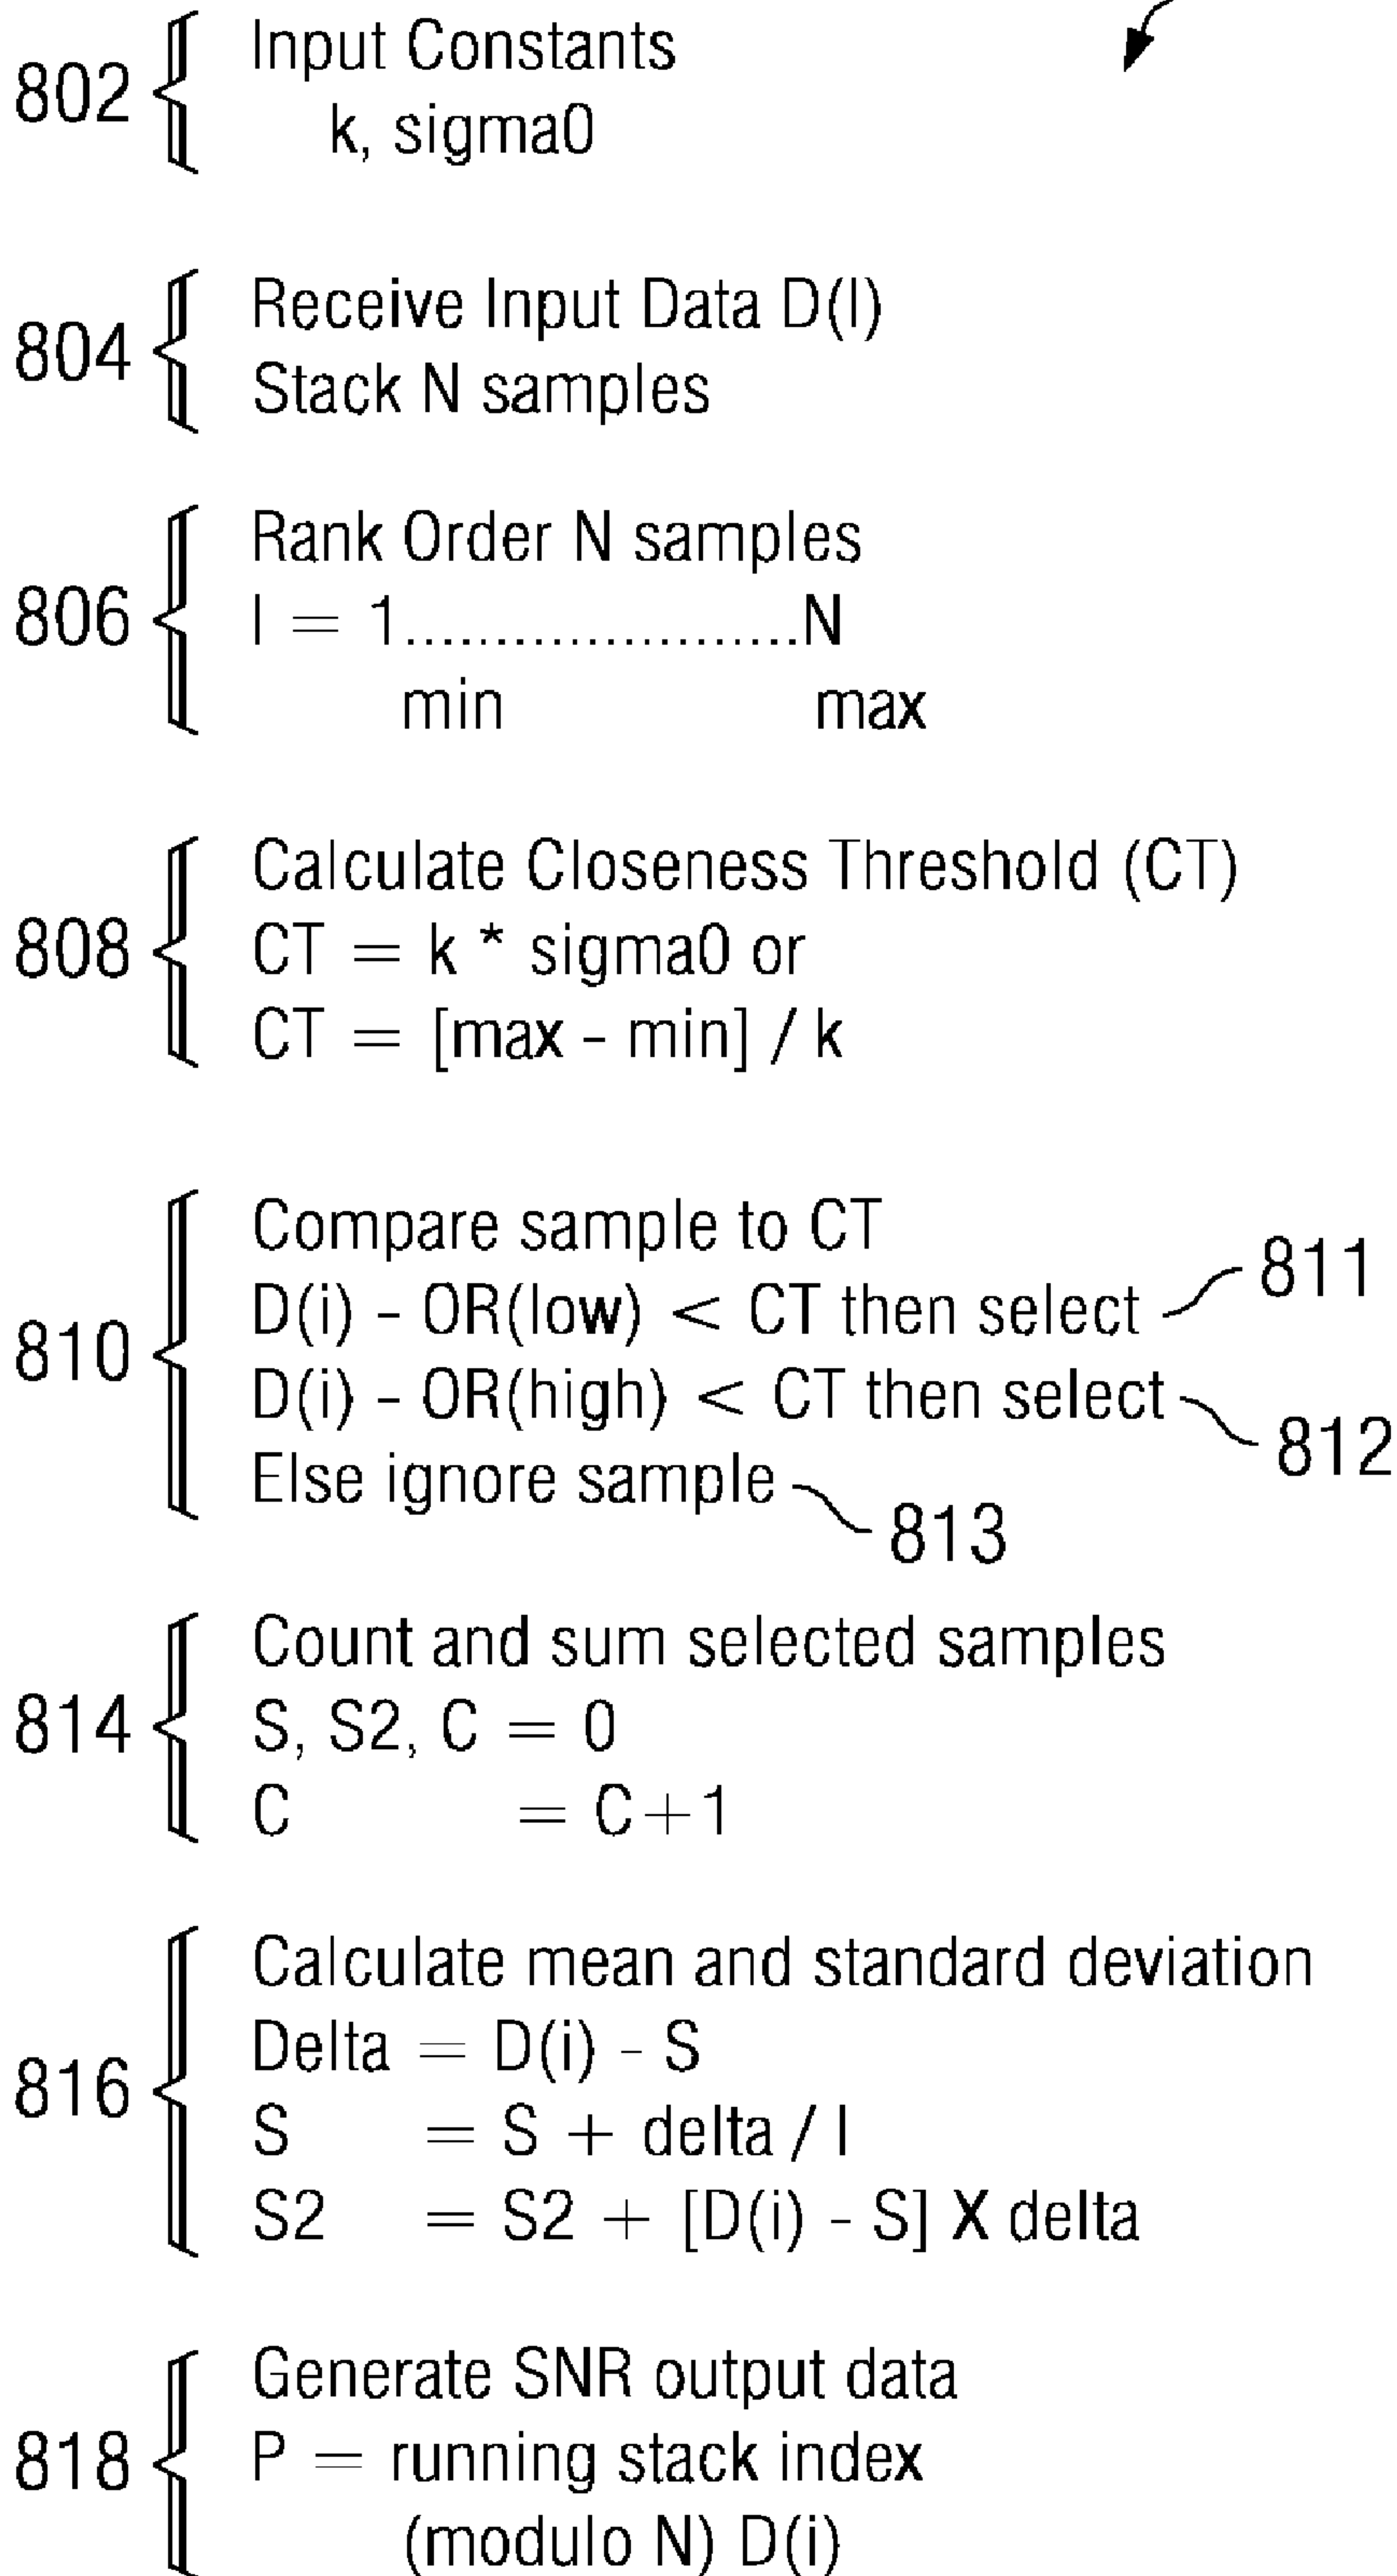 802 Input Constants
k, sigma0
804 Receive Input Data D(I)
Stack N samples
806 Rank Order N samples
I = 1......................N
min max
808 Calculate Closeness Threshold (CT)
CT = k * sigma0 or
CT = [max - min] / k
810 Compare sample to CT
D(i) - OR(low) < CT then select 811
D(i) - OR(high) < CT then select 812
Else ignore sample 813
814 Count and sum selected samples
S, S2, C = 0
C = C+1
816 Calculate mean and standard deviation
Delta = D(i) - S
S = S + delta / I
S2 = S2 + [D(i) - S] X delta
818 Generate SNR output data
P = running stack index
(modulo N) D(i)